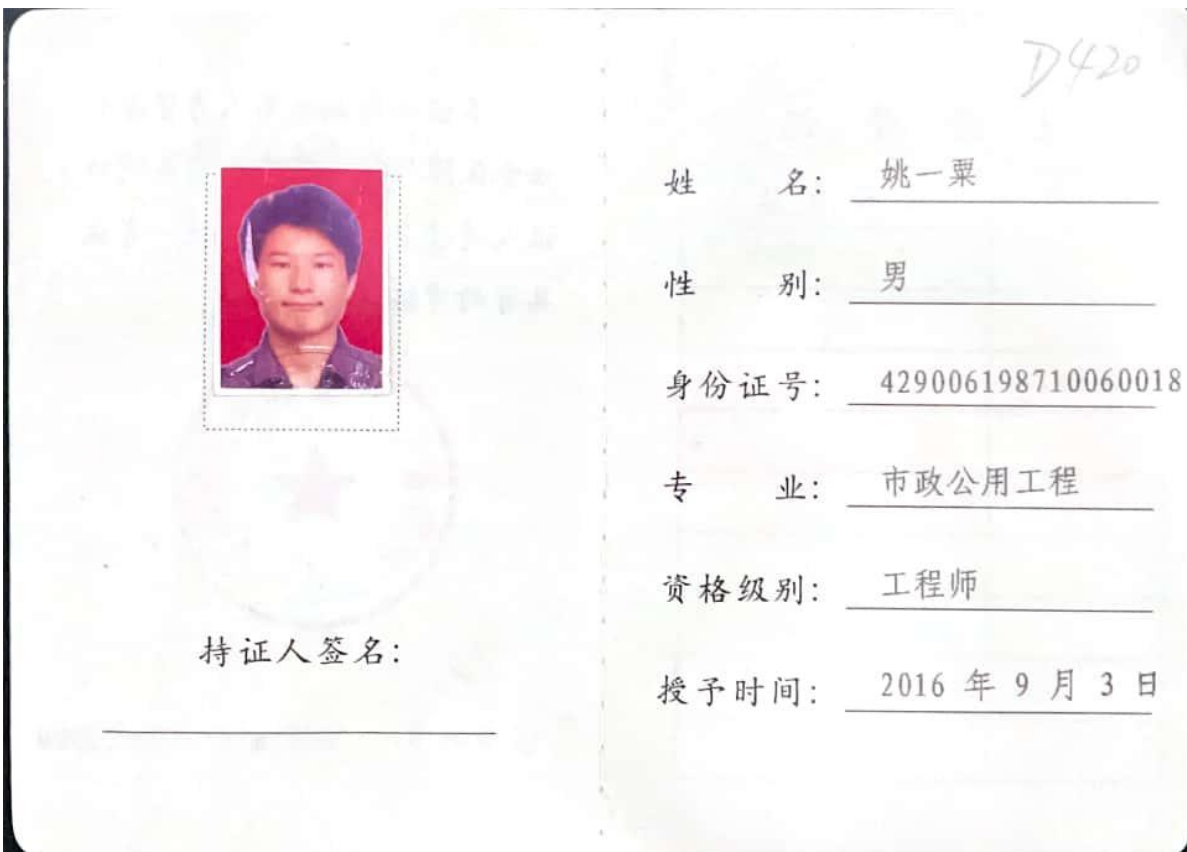 D420
姓 名： 姚一粟
性 别： 男
身份证号： 429006198710060018
专 业： 市政公用工程
资格级别： 工程师
持证人签名：
授予时间： 2016 年 9 月 3 日